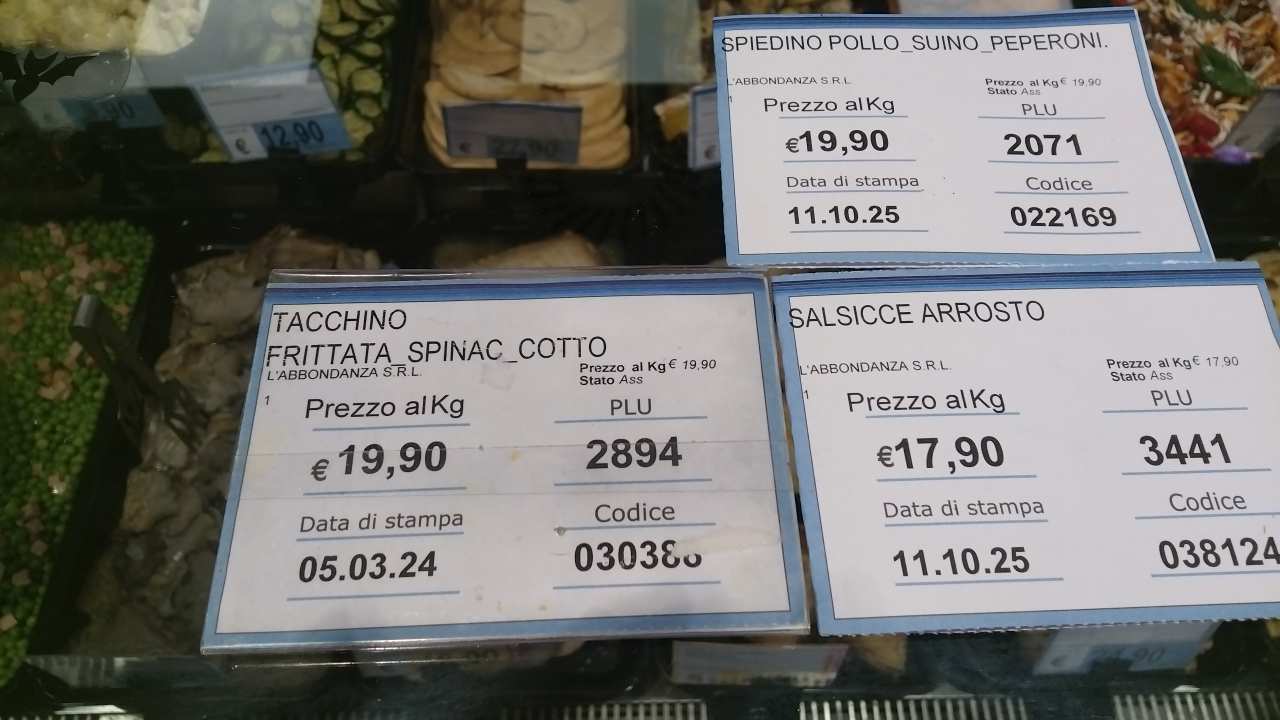 SPIEDINO POLLO_SUINO_PEPERONI.
L'ABBONDANZA S.R.L
Prezzo al Kg € 19,90
Stato Ass
1
Prezzo al Kg
PLU
€19,90
2071
Data di stampa
Codice
11.10.25
022169
TACCHINO
FRITTATA_SPINAC_COTTO
L'ABBONDANZA S.R.L.
Prezzo al Kg € 19,90
Stato Ass
1
Prezzo al Kg
PLU
€ 19,90
2894
Data di stampa
Codice
05.03.24
SALSICCE ARROSTO
L'ABBONDANZA S.R.L.
Prezzo al Kg € 17,90
Stato Ass
1
Prezzo al Kg
PLU
€17,90
3441
Data di stampa
Codice
11.10.25
038124
€ 12,90